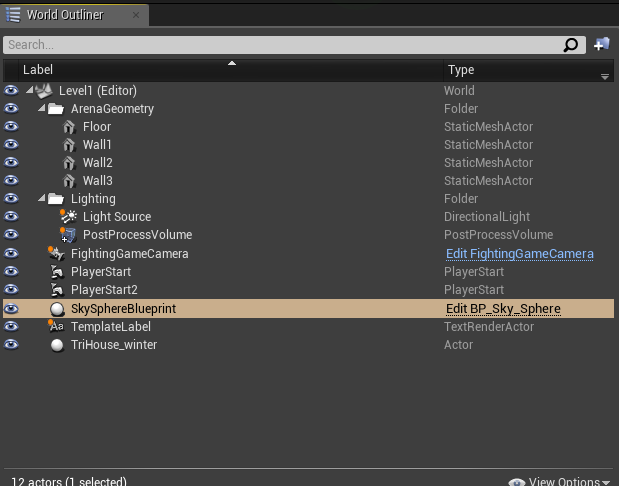 World Outliner
Search...
Label Type
Level1 (Editor) World
ArenaGeometry Folder
Floor StaticMeshActor
Wall1 StaticMeshActor
Wall2 StaticMeshActor
Wall3 StaticMeshActor
Lighting Folder
Light Source DirectionalLight
PostProcessVolume PostProcessVolume
FightingGameCamera Edit FightingGameCamera
PlayerStart PlayerStart
PlayerStart2 PlayerStart
SkySphereBlueprint Edit BP_Sky_Sphere
Aa TemplateLabel TextRenderActor
TriHouse_winter Actor
12 actors (1 selected) View Options